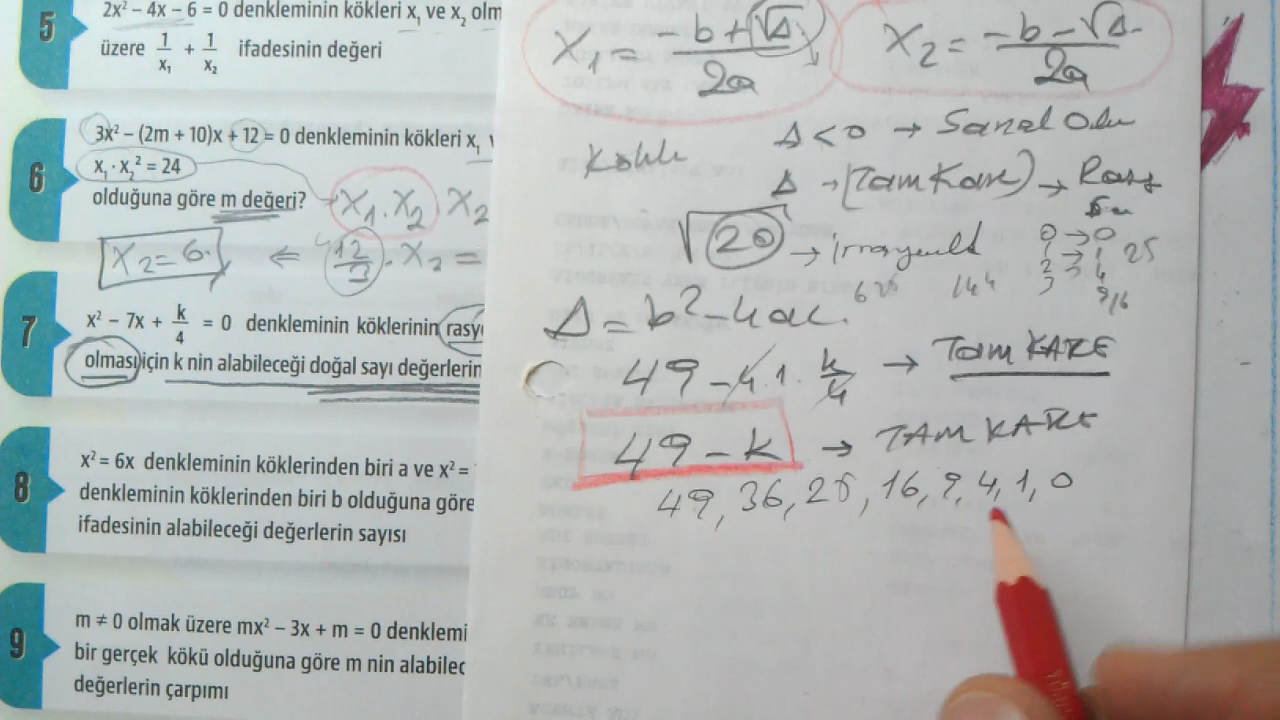 5
2x² – 4x – 6 = 0 denkleminin kökleri x₁ ve x₂ olm
üzere 1/x₁ + 1/x₂ ifadesinin değeri
6
3x² – (2m + 10)x + 12 = 0 denkleminin kökleri x₁
x₁ · x₂² = 24
olduğuna göre m değeri?
X₁ . X₂ X₂
X₂ = 6 ⇐ 12/3 . X₂ =
7
x² – 7x + k/4 = 0 denkleminin köklerinin rasy
olması için k nin alabileceği doğal sayı değerlerin
8
x² = 6x denkleminin köklerinden biri a ve x² =
denkleminin köklerinden biri b olduğuna göre
ifadesinin alabileceği değerlerin sayısı
9
m ≠ 0 olmak üzere mx² – 3x + m = 0 denklemi
bir gerçek kökü olduğuna göre m nin alabilec
değerlerin çarpımı
X₁ = (-b+√Δ)/2a X₂ = (-b-√Δ)/2a
Δ < 0 → Sanal
Δ → (Tam Kare) →
√20 →
0 → 0
1 → 1
2 4
3 9 16
25
625 144
Δ = b² - 4ac.
49 - 4.1. k/4 → TAM KARE
49 - k → TAM KARE
49, 36, 25, 16, 9, 4, 1, 0